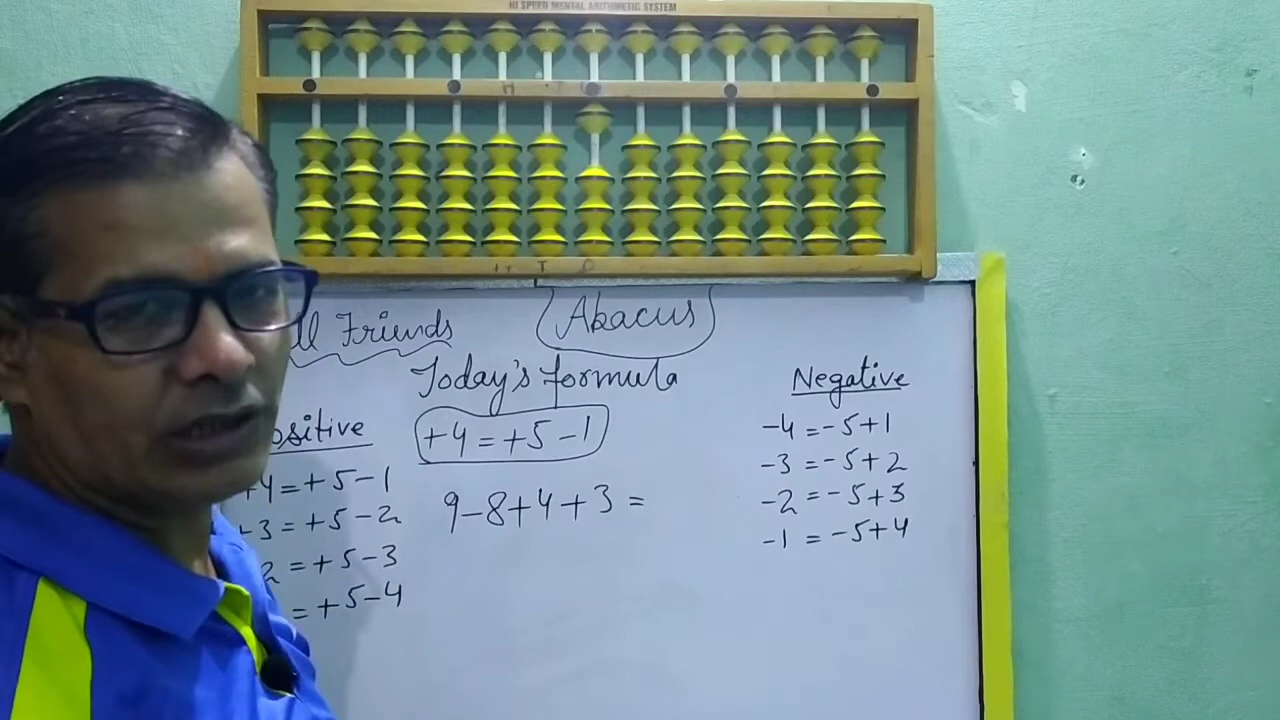 HI SPEED MENTAL ARITHMETIC SYSTEM
H T O
H T O
ll Friends
Abacus
Today's formula
ositive
Negative
+4=+5-1
+4=+5-1
+3=+5-2
2=+5-3
=+5-4
9-8+4+3=
-4=-5+1
-3=-5+2
-2=-5+3
-1=-5+4